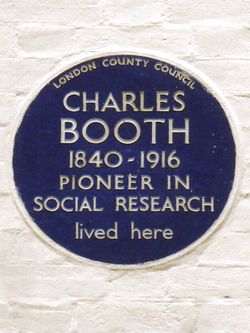 LONDON COUNTY COUNCIL
CHARLES
BOOTH
1840-1916
PIONEER IN
SOCIAL RESEARCH
lived here